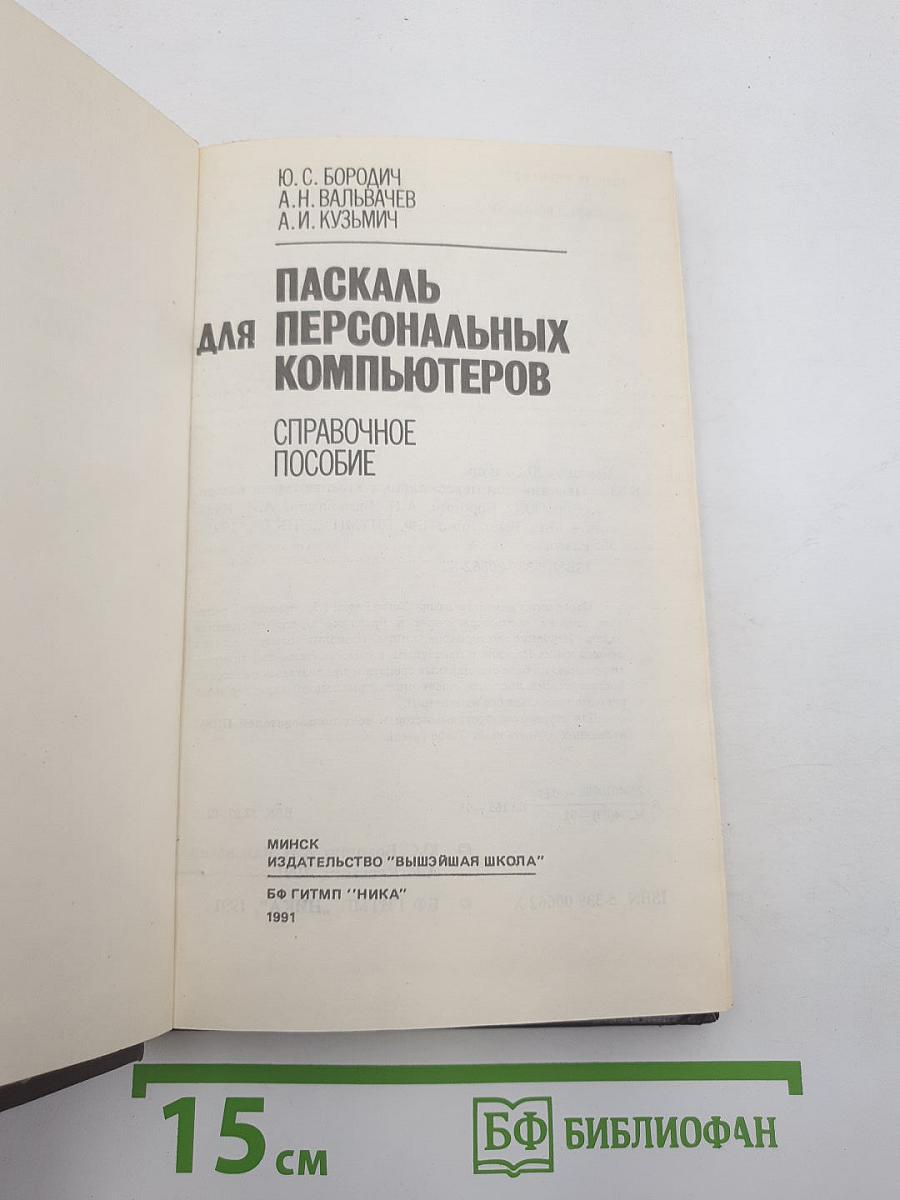 Ю. С. БОРОДИЧ
А. Н. ВАЛЬВАЧЕВ
А. И. КУЗЬМИЧ
ПАСКАЛЬ
ДЛЯ ПЕРСОНАЛЬНЫХ
КОМПЬЮТЕРОВ
СПРАВОЧНОЕ
ПОСОБИЕ
МИНСК
ИЗДАТЕЛЬСТВО "ВЫШЭЙШАЯ ШКОЛА"
БФ ГИТМП "НИКА"
1991
15 см
БФ БИБЛИОФАН